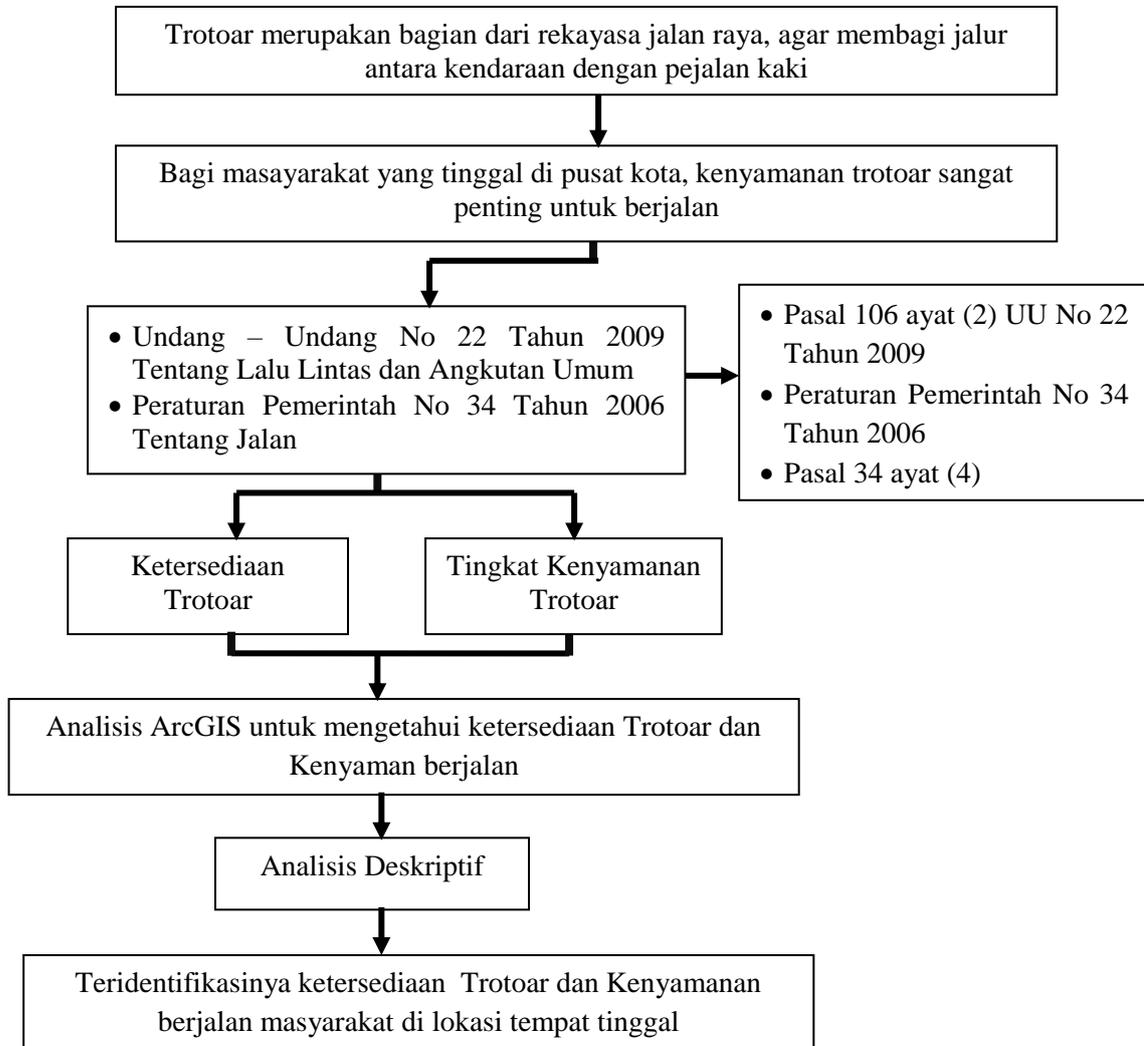 Trotoar merupakan bagian dari rekayasa jalan raya, agar membagi jalur
antara kendaraan dengan pejalan kaki
Bagi masayarakat yang tinggal di pusat kota, kenyamanan trotoar sangat
penting untuk berjalan
• Undang – Undang No 22 Tahun 2009
Tentang Lalu Lintas dan Angkutan Umum
• Peraturan Pemerintah No 34 Tahun 2006
Tentang Jalan
• Pasal 106 ayat (2) UU No 22
Tahun 2009
• Peraturan Pemerintah No 34
Tahun 2006
• Pasal 34 ayat (4)
Ketersediaan
Trotoar
Tingkat Kenyamanan
Trotoar
Analisis ArcGIS untuk mengetahui ketersediaan Trotoar dan
Kenyaman berjalan
Analisis Deskriptif
Teridentifikasinya ketersediaan Trotoar dan Kenyamanan
berjalan masyarakat di lokasi tempat tinggal